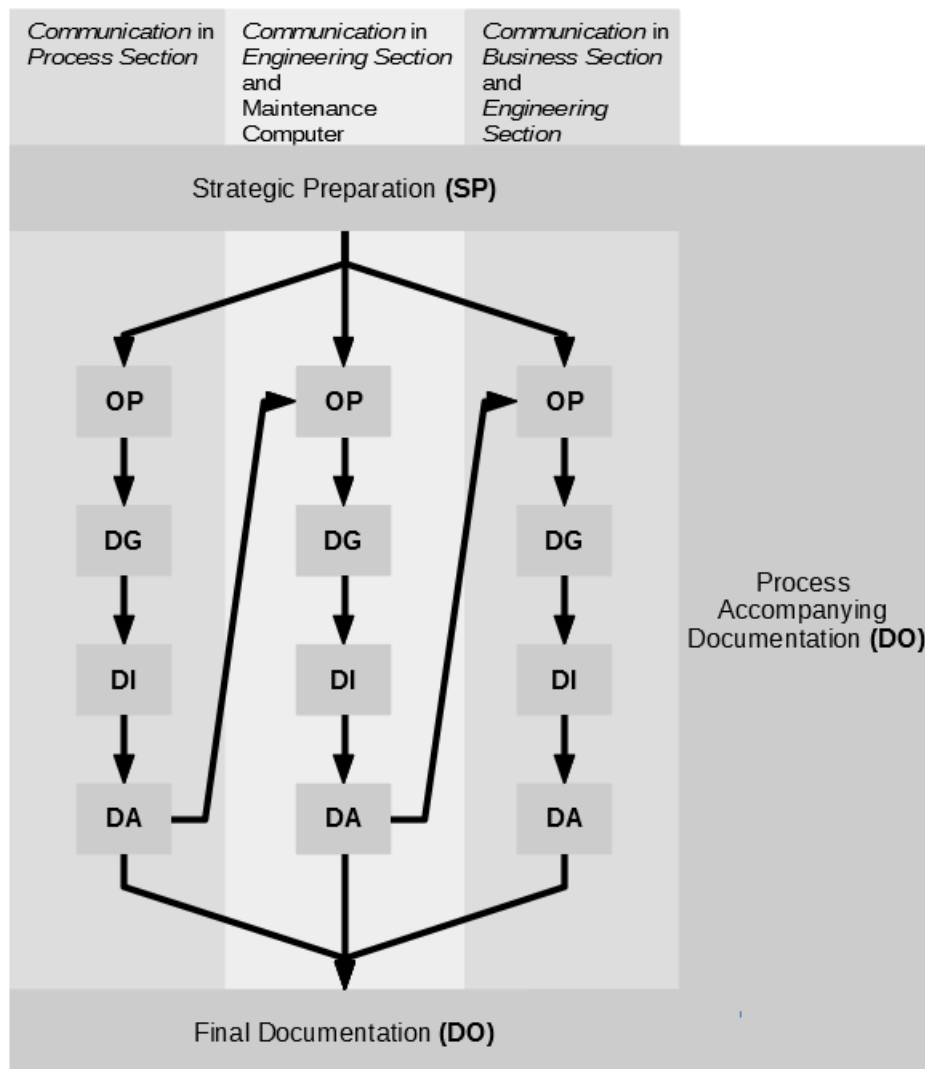 Communication in
Process Section
Communication in
Engineering Section
and
Maintenance
Computer
Communication in
Business Section
and
Engineering
Section
Strategic Preparation (SP)
OP
OP
OP
DG
DG
DG
DI
DI
DI
DA
DA
DA
Process
Accompanying
Documentation (DO)
Final Documentation (DO)